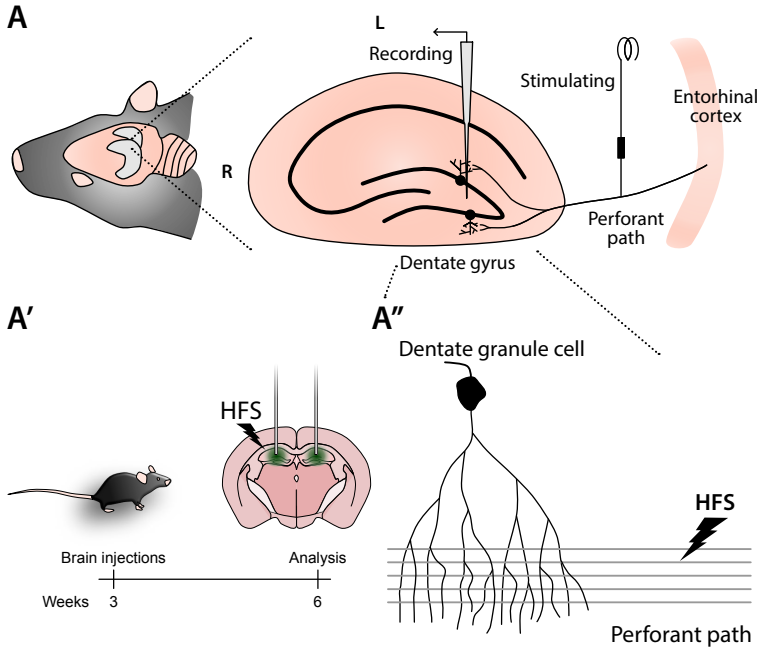 A
L
Recording
Stimulating
Entorhinal
cortex
R
Perforant
path
Dentate gyrus
A'
HFS
Brain injections
Analysis
Weeks
3
6
A''
Dentate granule cell
HFS
Perforant path